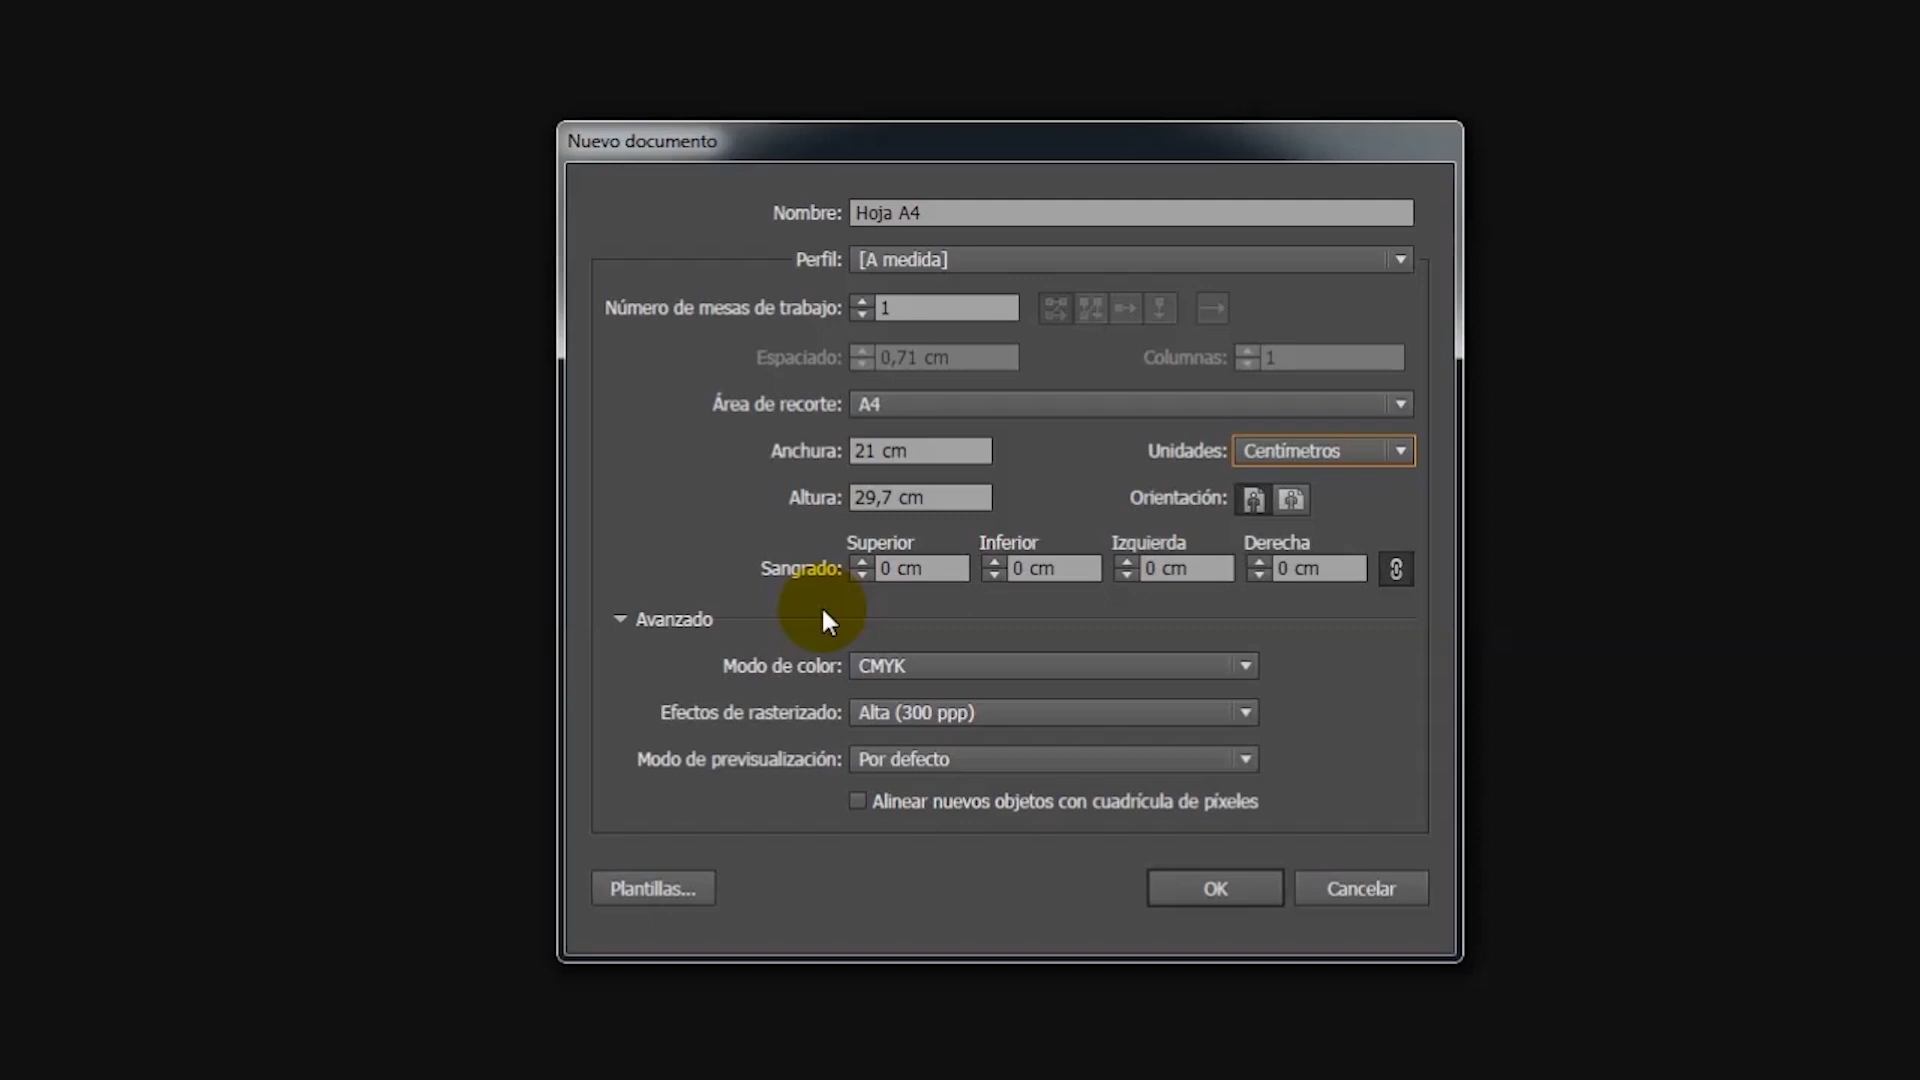 Nuevo documento
Nombre: Hoja A4
Perfil: [A medida]
Número de mesas de trabajo: 1
Espaciado: 0,71 cm Columnas: 1
Área de recorte: A4
Anchura: 21 cm Unidades: Centímetros
Altura: 29,7 cm Orientación:
Superior Inferior Izquierda Derecha
Sangrado: 0 cm 0 cm 0 cm 0 cm
Avanzado
Modo de color: CMYK
Efectos de rasterizado: Alta (300 ppp)
Modo de previsualización: Por defecto
Alinear nuevos objetos con cuadrícula de píxeles
Plantillas... OK Cancelar